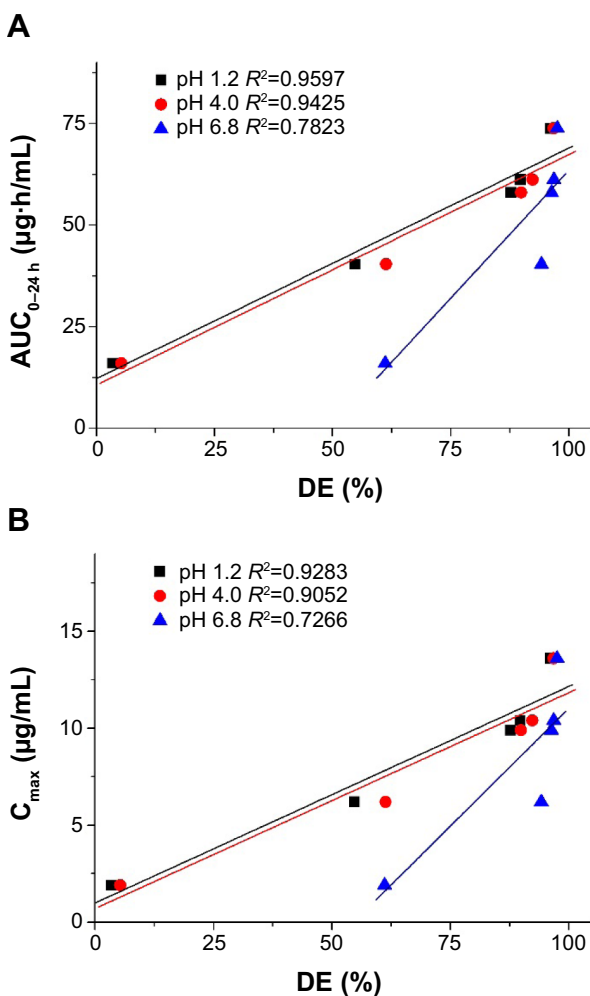 A
pH 1.2 R²=0.9597
pH 4.0 R²=0.9425
pH 6.8 R²=0.7823
75
50
25
0
AUC₀₋₂₄ ₕ (µg·h/mL)
0 25 50 75 100
DE (%)
B
pH 1.2 R²=0.9283
pH 4.0 R²=0.9052
pH 6.8 R²=0.7266
15
10
5
0
Cₘₐₓ (µg/mL)
0 25 50 75 100
DE (%)